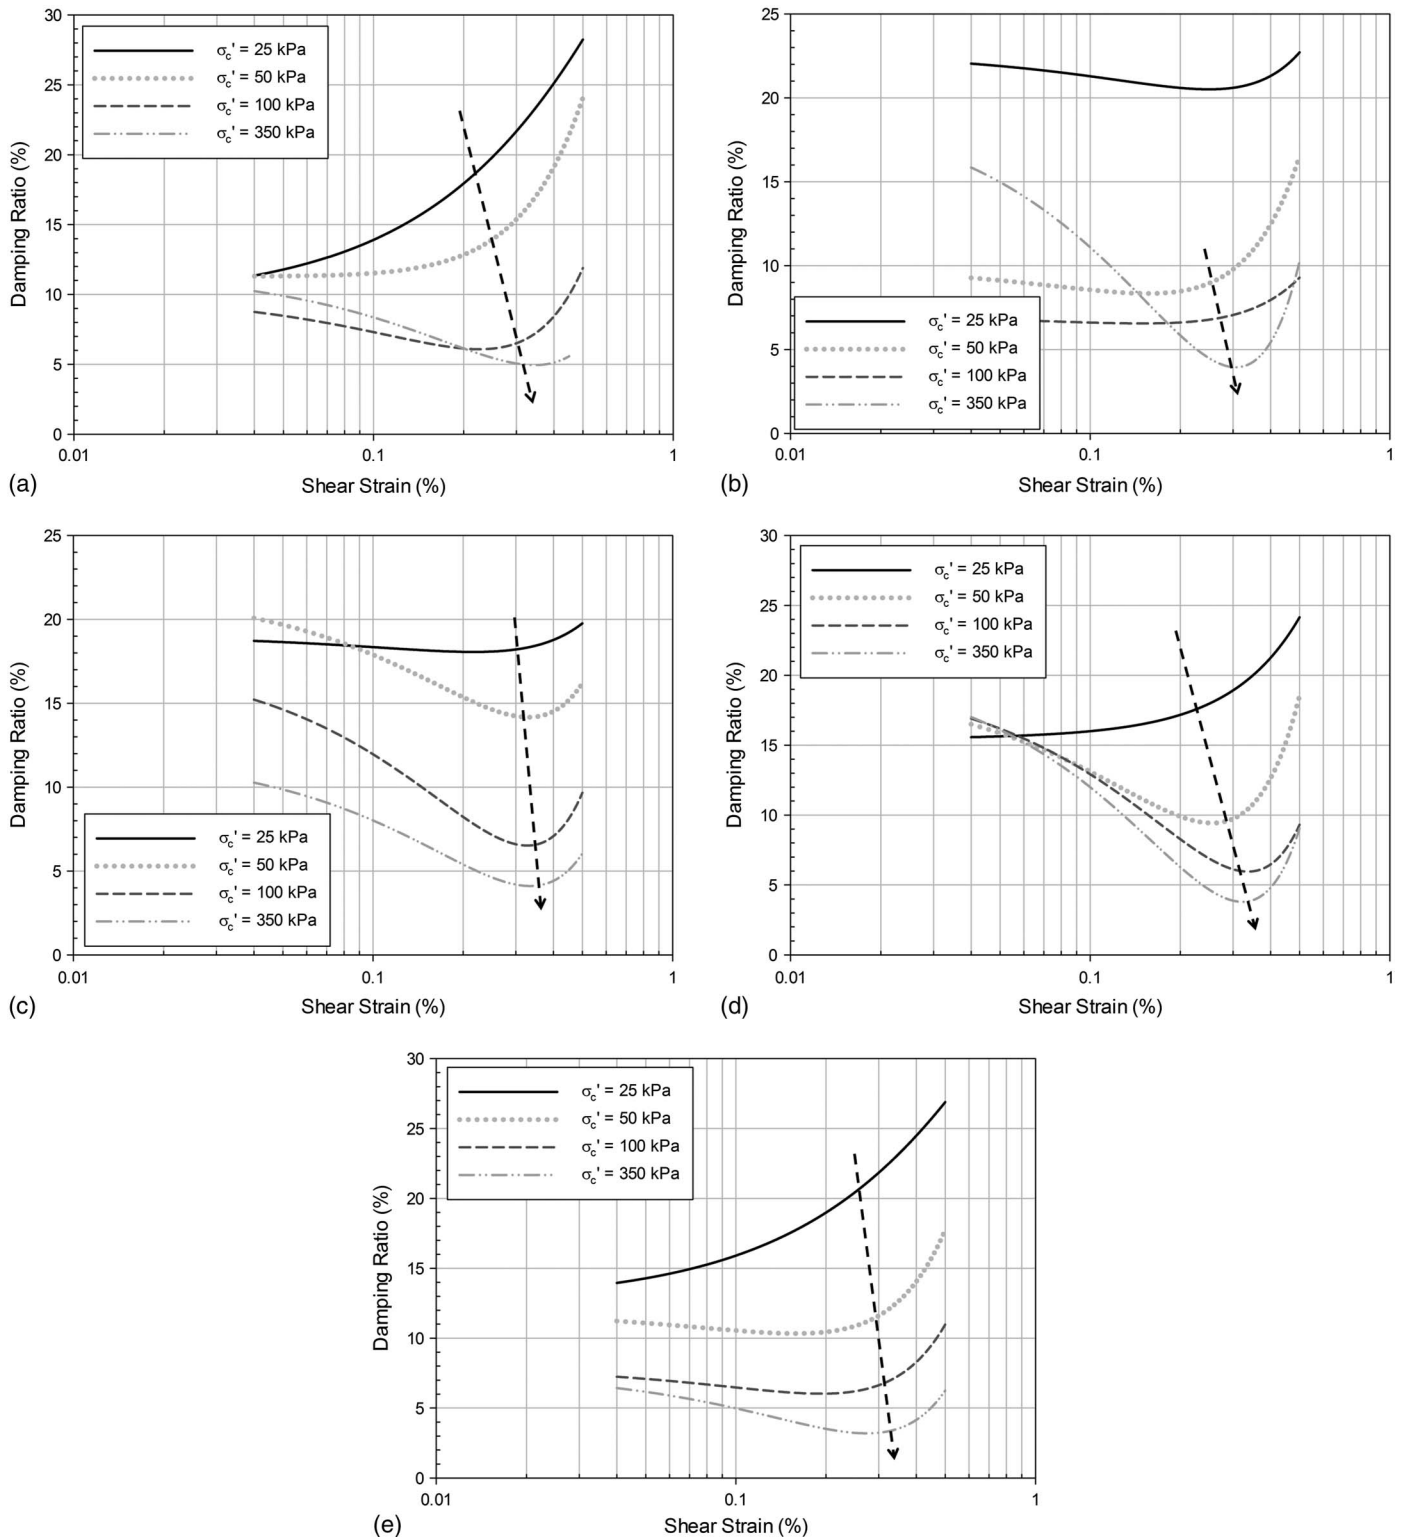 30
25
20
15
10
5
0
Damping Ratio (%)
σc' = 25 kPa
σc' = 50 kPa
σc' = 100 kPa
σc' = 350 kPa
0.01
0.1
1
(a)
Shear Strain (%)
25
20
15
10
5
0
Damping Ratio (%)
σc' = 25 kPa
σc' = 50 kPa
σc' = 100 kPa
σc' = 350 kPa
0.01
0.1
1
(b)
Shear Strain (%)
25
20
15
10
5
0
Damping Ratio (%)
σc' = 25 kPa
σc' = 50 kPa
σc' = 100 kPa
σc' = 350 kPa
0.01
0.1
1
(c)
Shear Strain (%)
30
25
20
15
10
5
0
Damping Ratio (%)
σc' = 25 kPa
σc' = 50 kPa
σc' = 100 kPa
σc' = 350 kPa
0.01
0.1
1
(d)
Shear Strain (%)
30
25
20
15
10
5
0
Damping Ratio (%)
σc' = 25 kPa
σc' = 50 kPa
σc' = 100 kPa
σc' = 350 kPa
0.01
0.1
1
(e)
Shear Strain (%)